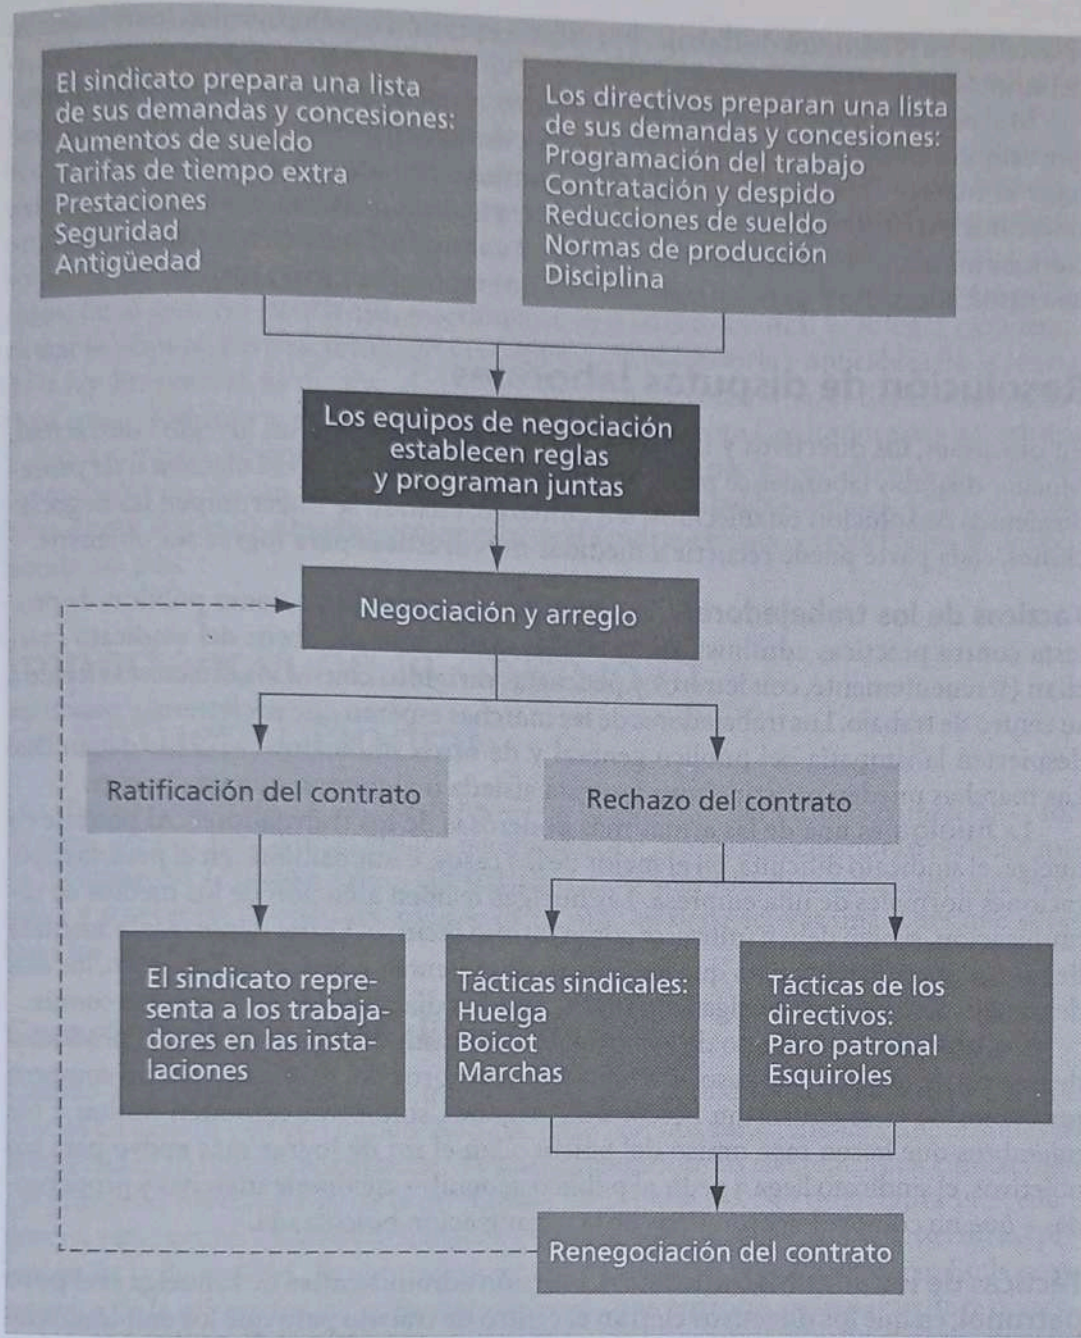 El sindicato prepara una lista
de sus demandas y concesiones:
Aumentos de sueldo
Tarifas de tiempo extra
Prestaciones
Seguridad
Antigüedad
Los directivos preparan una lista
de sus demandas y concesiones:
Programación del trabajo
Contratación y despido
Reducciones de sueldo
Normas de producción
Disciplina
Los equipos de negociación
establecen reglas
y programan juntas
Negociación y arreglo
Ratificación del contrato
Rechazo del contrato
El sindicato repre-
senta a los trabaja-
dores en las insta-
laciones
Tácticas sindicales:
Huelga
Boicot
Marchas
Tácticas de los
directivos:
Paro patronal
Esquiroles
Renegociación del contrato